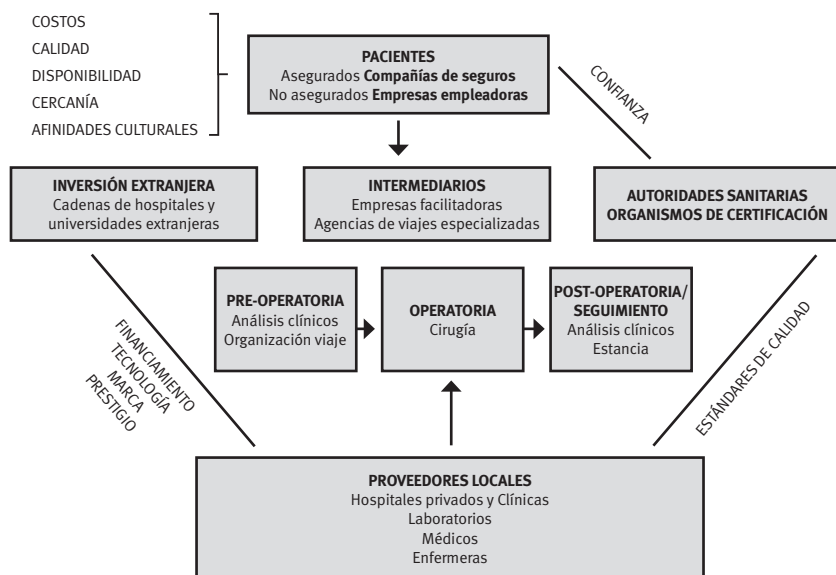 COSTOS
CALIDAD
DISPONIBILIDAD
CERCANÍA
AFINIDADES CULTURALES
PACIENTES
Asegurados Compañías de seguros
No asegurados Empresas empleadoras
CONFIANZA
INVERSIÓN EXTRANJERA
Cadenas de hospitales y
universidades extranjeras
INTERMEDIARIOS
Empresas facilitadoras
Agencias de viajes especializadas
AUTORIDADES SANITARIAS
ORGANISMOS DE CERTIFICACIÓN
PRE-OPERATORIA
Análisis clínicos
Organización viaje
OPERATORIA
Cirugía
POST-OPERATORIA/
SEGUIMIENTO
Análisis clínicos
Estancia
FINANCIAMIENTO
TECNOLOGÍA
MARCA
PRESTIGIO
ESTÁNDARES DE CALIDAD
PROVEEDORES LOCALES
Hospitales privados y Clínicas
Laboratorios
Médicos
Enfermeras